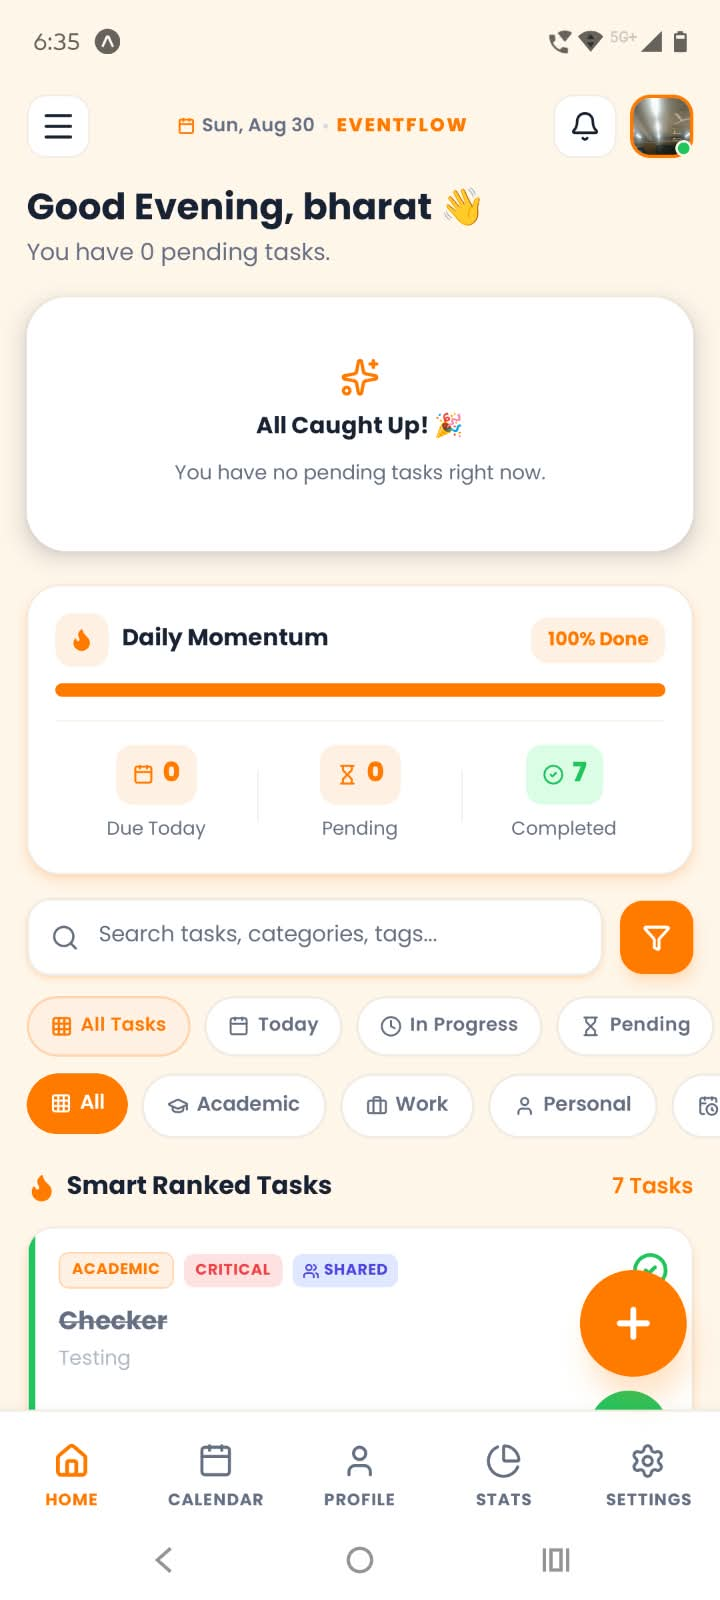 6:35 5G+
Sun, Aug 30 • EVENTFLOW
Good Evening, bharat 👋
You have 0 pending tasks.
All Caught Up! 🎉
You have no pending tasks right now.
Daily Momentum 100% Done
0 0 7
Due Today Pending Completed
Search tasks, categories, tags...
All Tasks Today In Progress Pending
All Academic Work Personal
Smart Ranked Tasks 7 Tasks
ACADEMIC CRITICAL SHARED
Checker
Testing
HOME CALENDAR PROFILE STATS SETTINGS